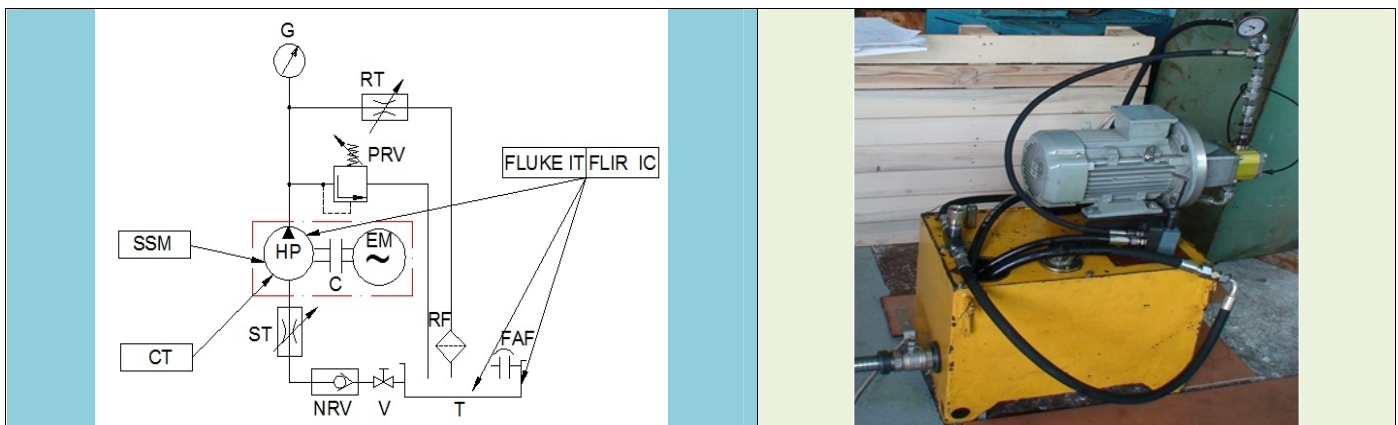 G
RT
PRV
FLUKE IT FLIR IC
SSM
HP
EM
C
ST
RF
FAF
CT
NRV
V
T